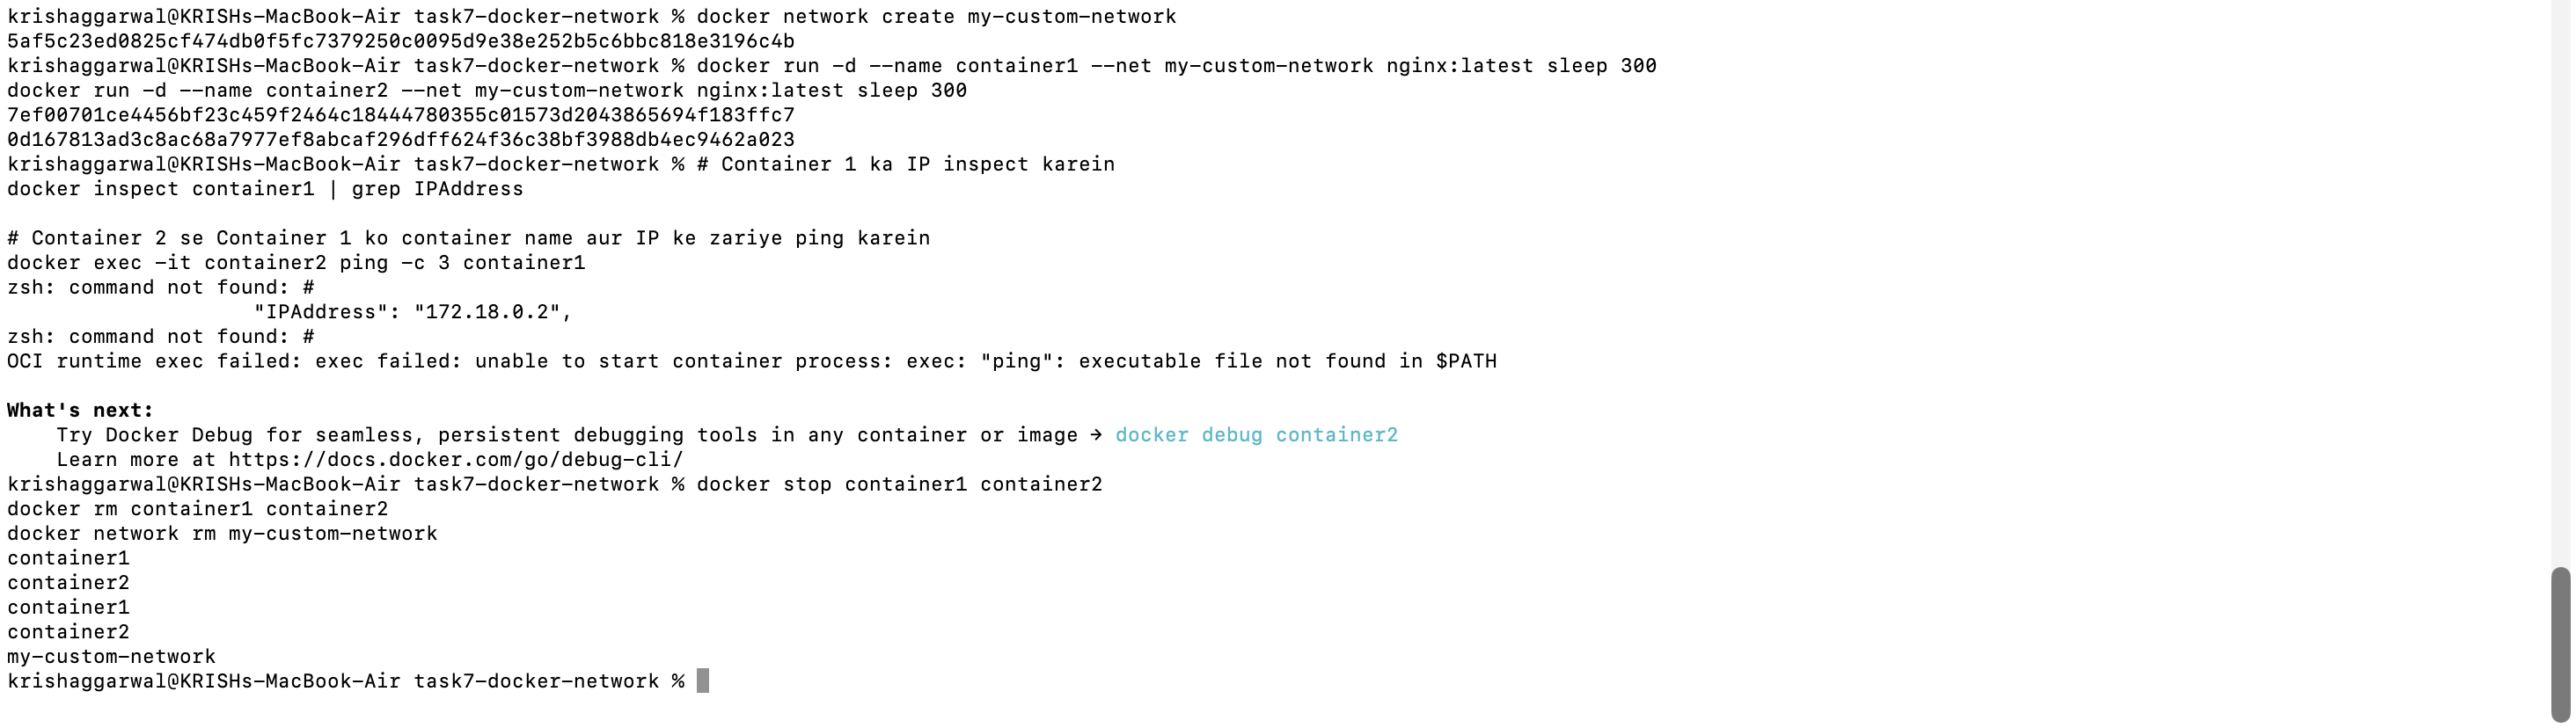 krishaggarwal@KRISHs-MacBook-Air task7-docker-network % docker network create my-custom-network
5af5c23ed0825cf474db0f5fc7379250c0095d9e38e252b5c6bbc818e3196c4b
krishaggarwal@KRISHs-MacBook-Air task7-docker-network % docker run -d --name container1 --net my-custom-network nginx:latest sleep 300
docker run -d --name container2 --net my-custom-network nginx:latest sleep 300
7ef00701ce4456bf23c459f2464c18444780355c01573d2043865694f183ffc7
0d167813ad3c8ac68a7977ef8abcaf296dff624f36c38bf3988db4ec9462a023
krishaggarwal@KRISHs-MacBook-Air task7-docker-network % # Container 1 ka IP inspect karein
docker inspect container1 | grep IPAddress
# Container 2 se Container 1 ko container name aur IP ke zariye ping karein
docker exec -it container2 ping -c 3 container1
zsh: command not found: #
"IPAddress": "172.18.0.2",
zsh: command not found: #
OCI runtime exec failed: exec failed: unable to start container process: exec: "ping": executable file not found in $PATH
What's next:
Try Docker Debug for seamless, persistent debugging tools in any container or image → docker debug container2
Learn more at https://docs.docker.com/go/debug-cli/
krishaggarwal@KRISHs-MacBook-Air task7-docker-network % docker stop container1 container2
docker rm container1 container2
docker network rm my-custom-network
container1
container2
container1
container2
my-custom-network
krishaggarwal@KRISHs-MacBook-Air task7-docker-network %